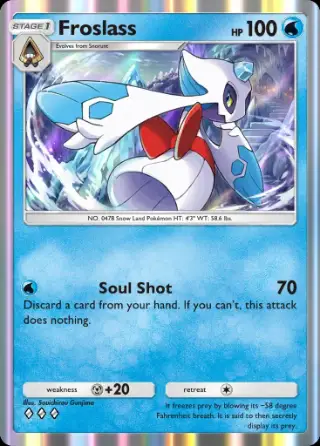 STAGE 1
Froslass
HP 100
Evolves from Snorunt
NO. 0478 Snow Land Pokémon HT: 4'3" WT: 58.6 lbs.
Soul Shot 70
Discard a card from your hand. If you can't, this attack
does nothing.
weakness +20 retreat
Illus. Souichirou Gunjima
It freezes prey by blowing its −58 degree
Fahrenheit breath. It is said to then secretly
display its prey.